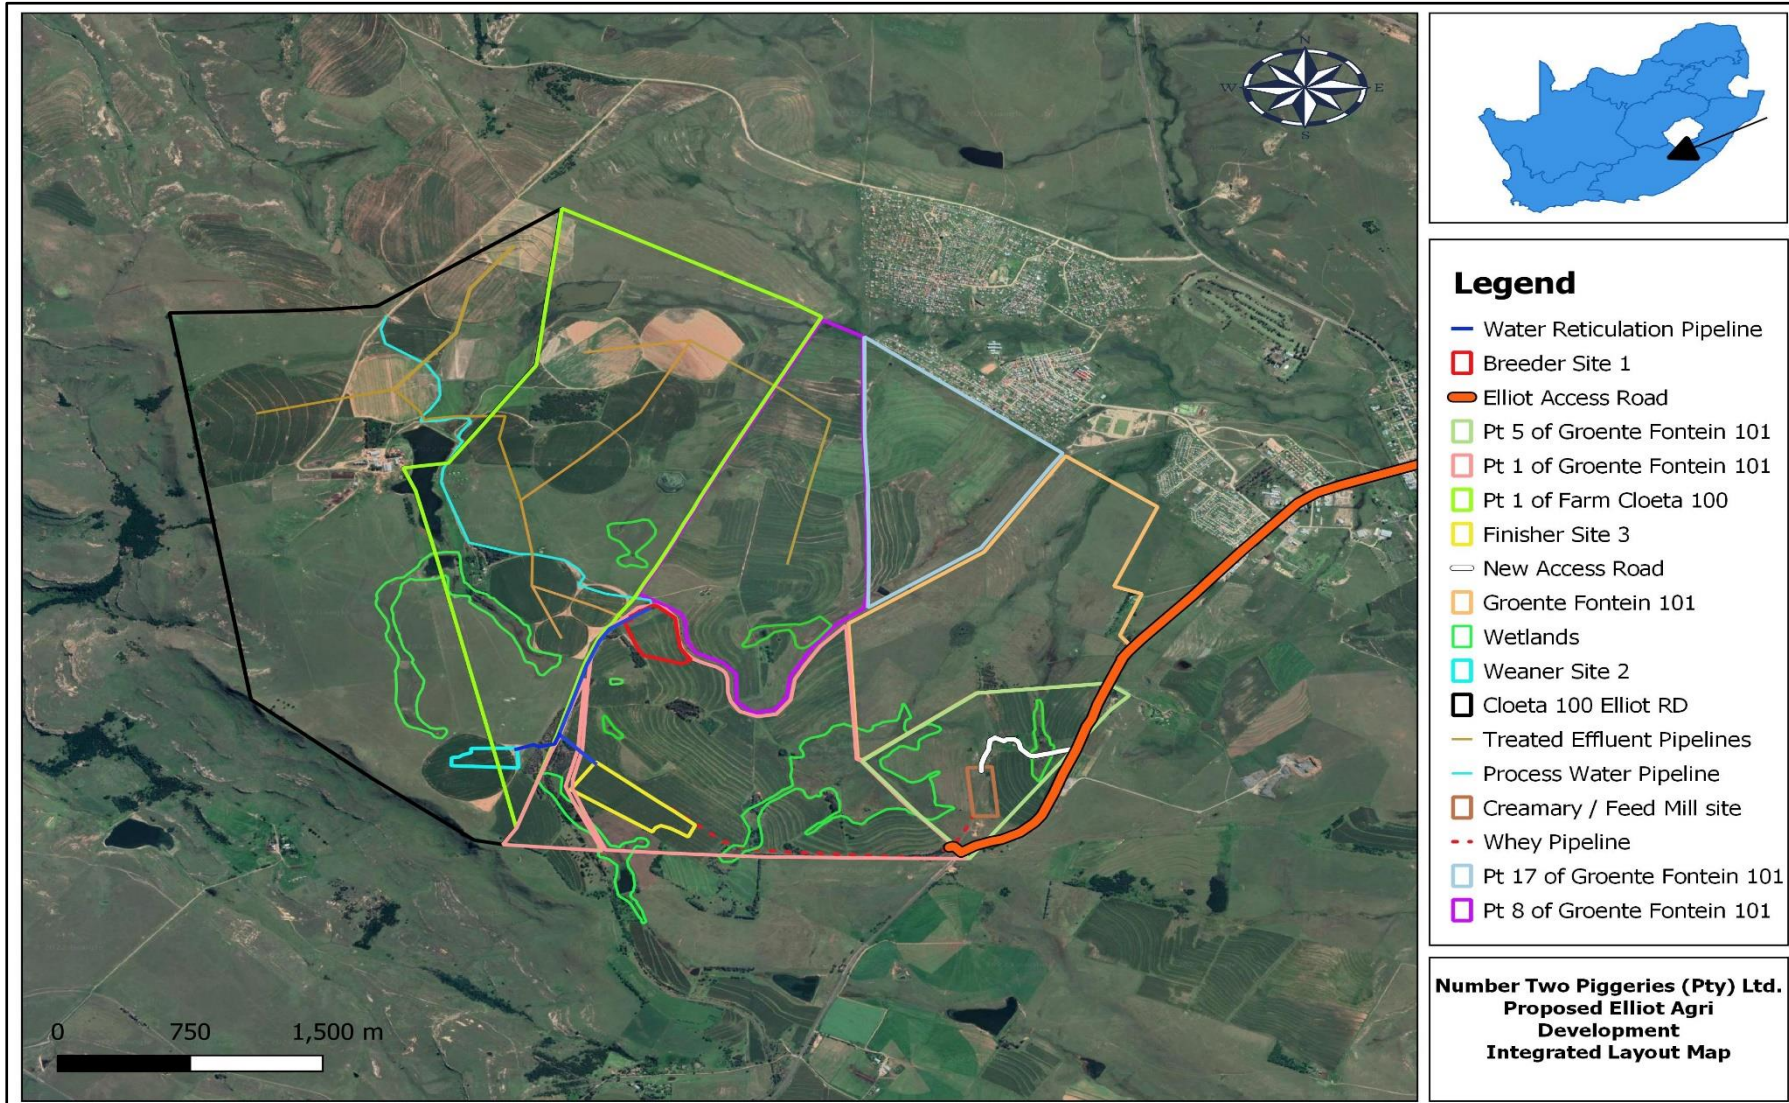 N
W
E
S
0 750 1,500 m
Legend
Water Reticulation Pipeline
Breeder Site 1
Elliot Access Road
Pt 5 of Groente Fontein 101
Pt 1 of Groente Fontein 101
Pt 1 of Farm Cloeta 100
Finisher Site 3
New Access Road
Groente Fontein 101
Wetlands
Weaner Site 2
Cloeta 100 Elliot RD
Treated Effluent Pipelines
Process Water Pipeline
Creamary / Feed Mill site
Whey Pipeline
Pt 17 of Groente Fontein 101
Pt 8 of Groente Fontein 101
Number Two Piggeries (Pty) Ltd.
Proposed Elliot Agri
Development
Integrated Layout Map